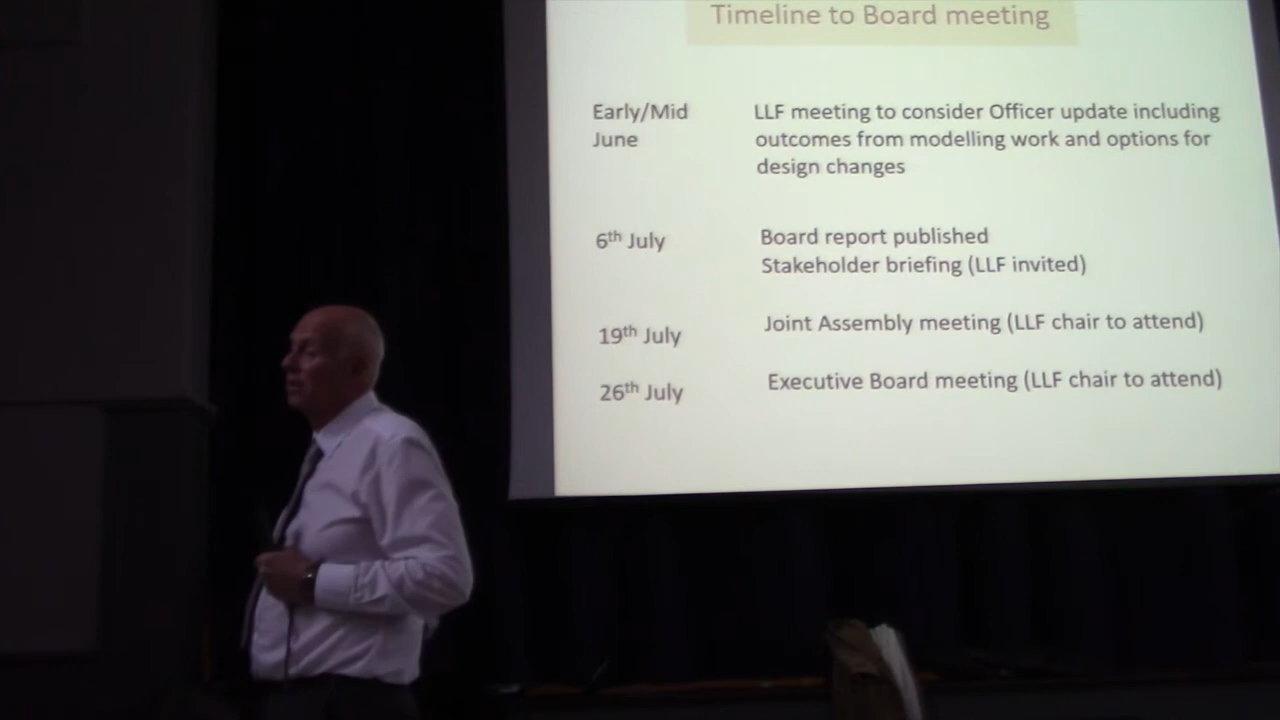 Timeline to Board meeting
Early/Mid
June
LLF meeting to consider Officer update including
outcomes from modelling work and options for
design changes
6th July
Board report published
Stakeholder briefing (LLF invited)
19th July
Joint Assembly meeting (LLF chair to attend)
26th July
Executive Board meeting (LLF chair to attend)